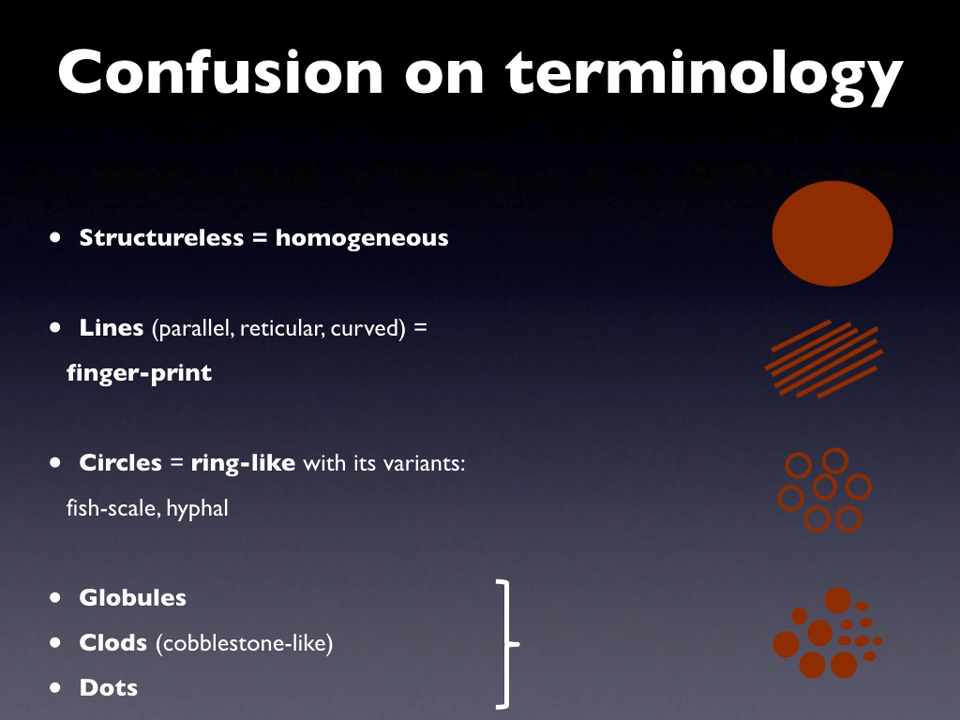 Confusion on terminology
• Structureless = homogeneous
• Lines (parallel, reticular, curved) =
finger-print
• Circles = ring-like with its variants:
fish-scale, hyphal
• Globules
• Clods (cobblestone-like)
• Dots